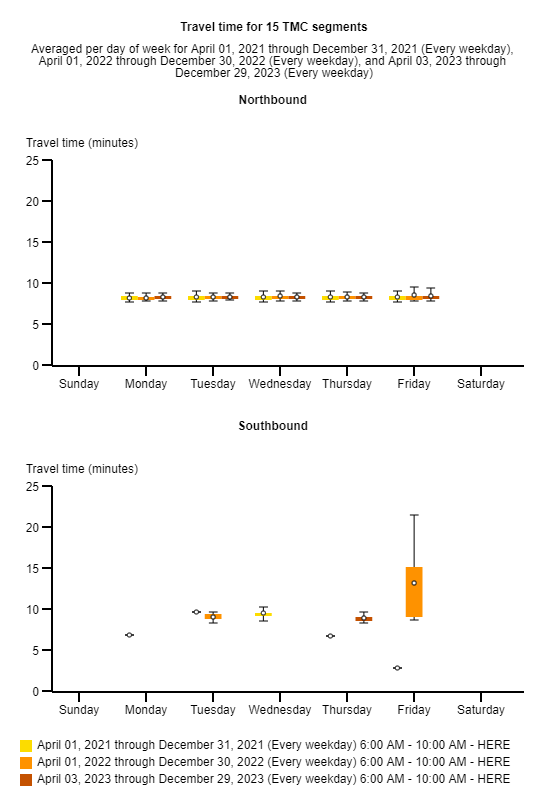 Travel time for 15 TMC segments
Averaged per day of week for April 01, 2021 through December 31, 2021 (Every weekday),
April 01, 2022 through December 30, 2022 (Every weekday), and April 03, 2023 through
December 29, 2023 (Every weekday)
Northbound
Travel time (minutes)
25
20
15
10
5
0
Sunday Monday Tuesday Wednesday Thursday Friday Saturday
Southbound
Travel time (minutes)
25
20
15
10
5
0
Sunday Monday Tuesday Wednesday Thursday Friday Saturday
April 01, 2021 through December 31, 2021 (Every weekday) 6:00 AM - 10:00 AM - HERE
April 01, 2022 through December 30, 2022 (Every weekday) 6:00 AM - 10:00 AM - HERE
April 03, 2023 through December 29, 2023 (Every weekday) 6:00 AM - 10:00 AM - HERE